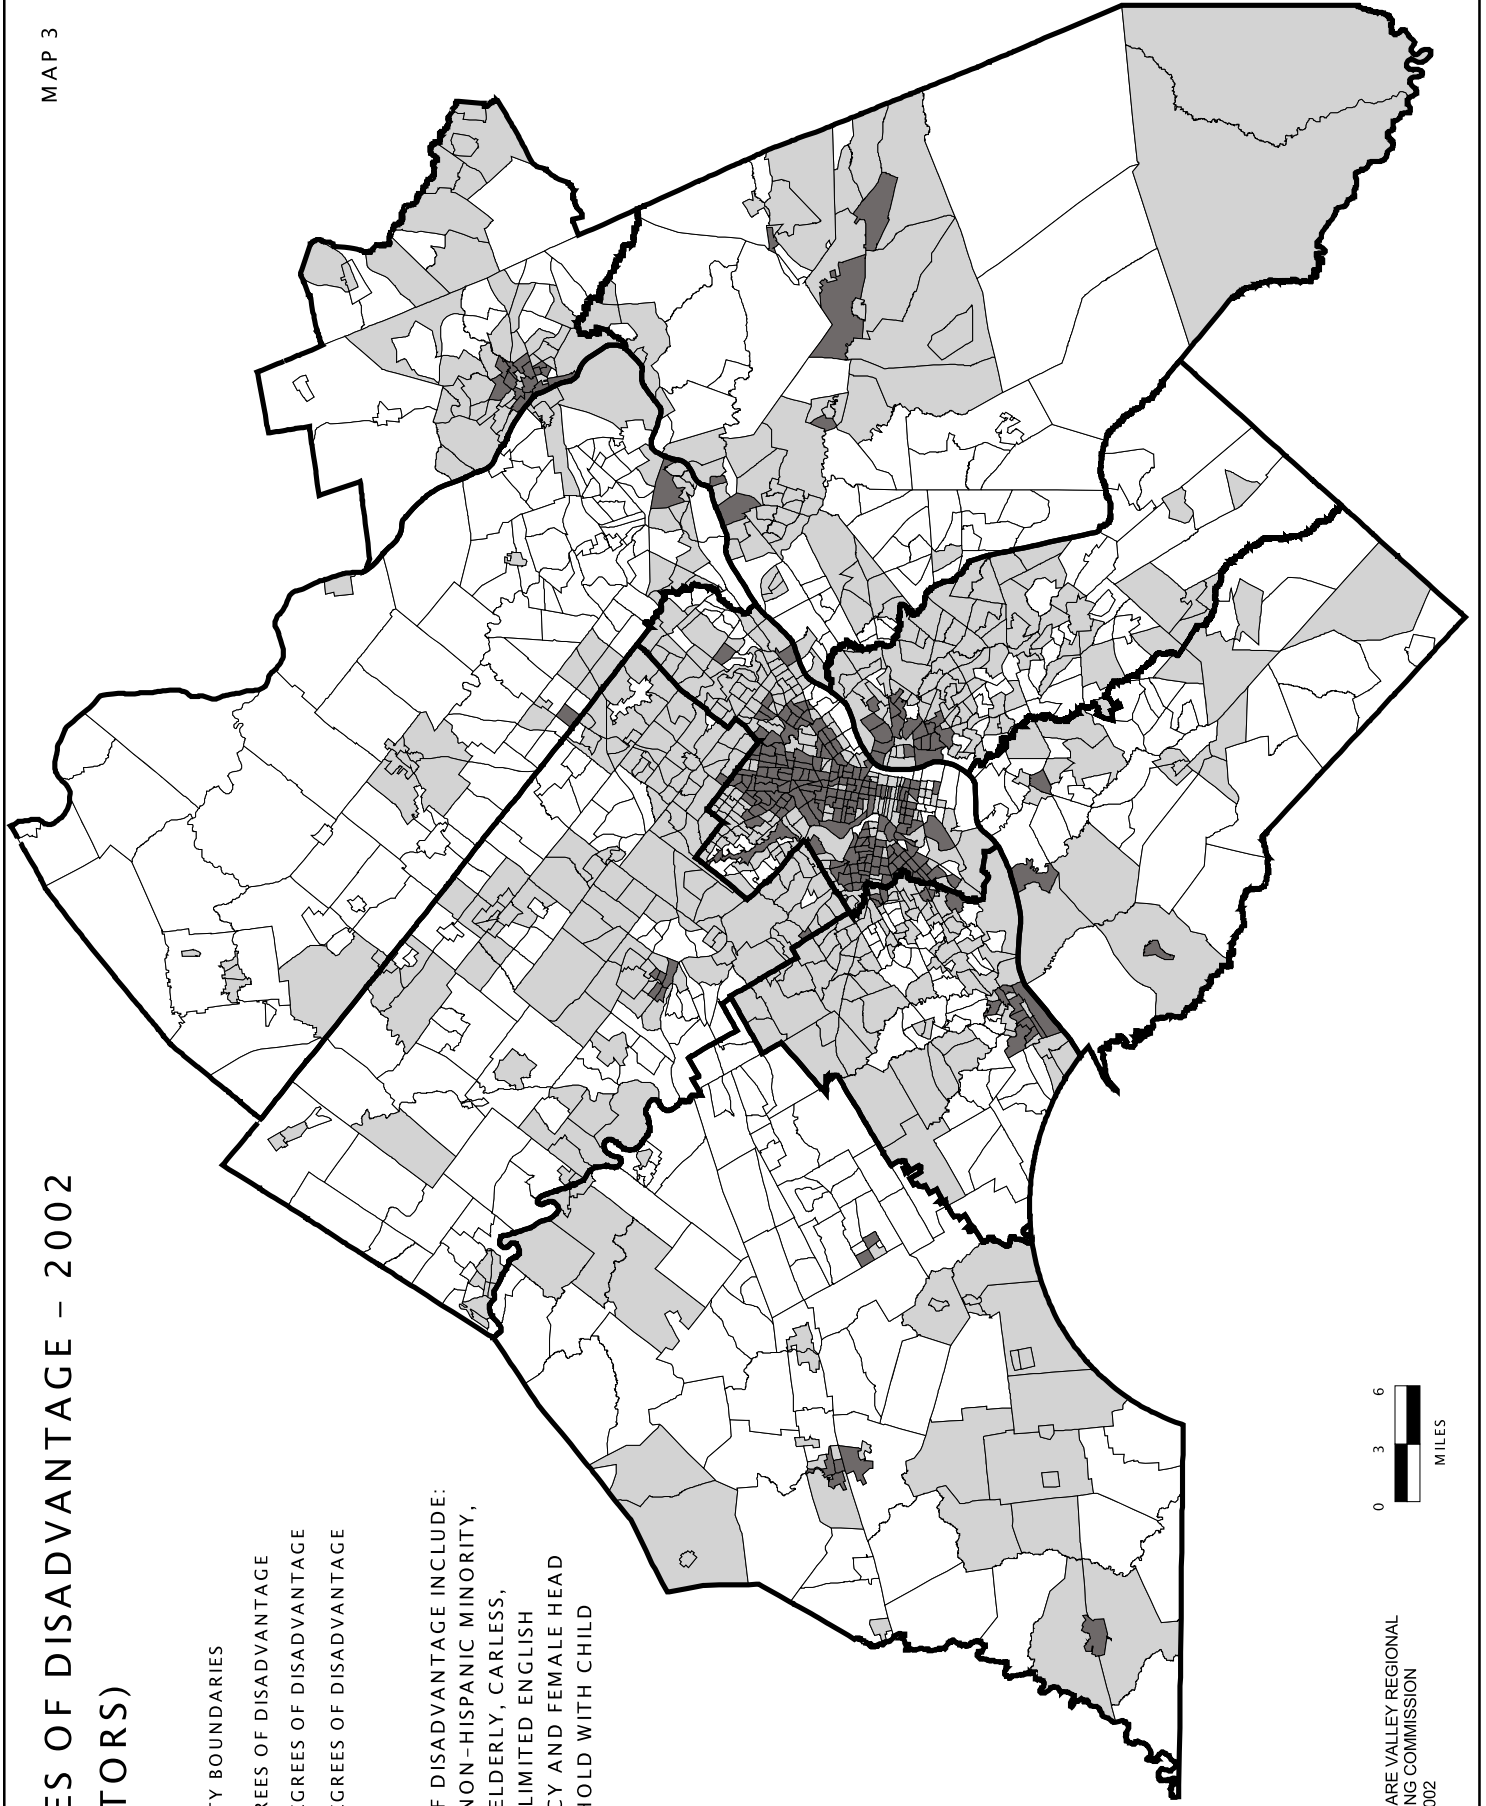 MAP 3
ES OF DISADVANTAGE – 2002
TORS)
TY BOUNDARIES
REES OF DISADVANTAGE
GREES OF DISADVANTAGE
GREES OF DISADVANTAGE
F DISADVANTAGE INCLUDE:
NON-HISPANIC MINORITY,
ELDERLY, CARLESS,
LIMITED ENGLISH
CY AND FEMALE HEAD
HOLD WITH CHILD
0 3 6
MILES
ARE VALLEY REGIONAL
NG COMMISSION
002